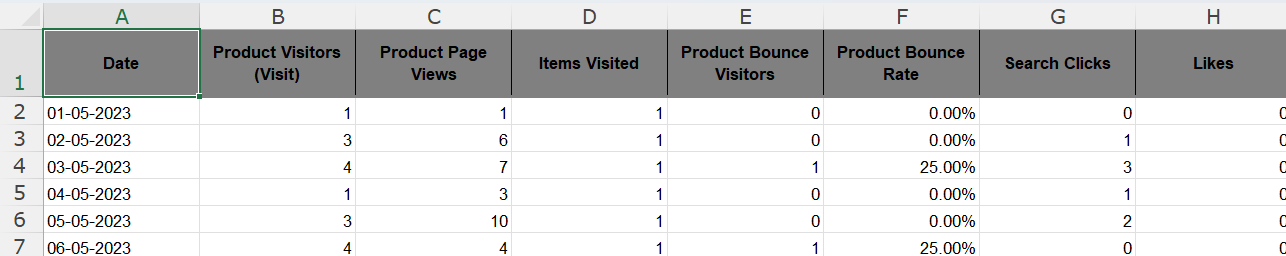 A B C D E F G H
1 Date Product Visitors (Visit) Product Page Views Items Visited Product Bounce Visitors Product Bounce Rate Search Clicks Likes
2 01-05-2023 1 1 1 0 0.00% 0 0
3 02-05-2023 3 6 1 0 0.00% 1 0
4 03-05-2023 4 7 1 1 25.00% 3 0
5 04-05-2023 1 3 1 0 0.00% 1 0
6 05-05-2023 3 10 1 0 0.00% 2 0
7 06-05-2023 4 4 1 1 25.00% 0 0